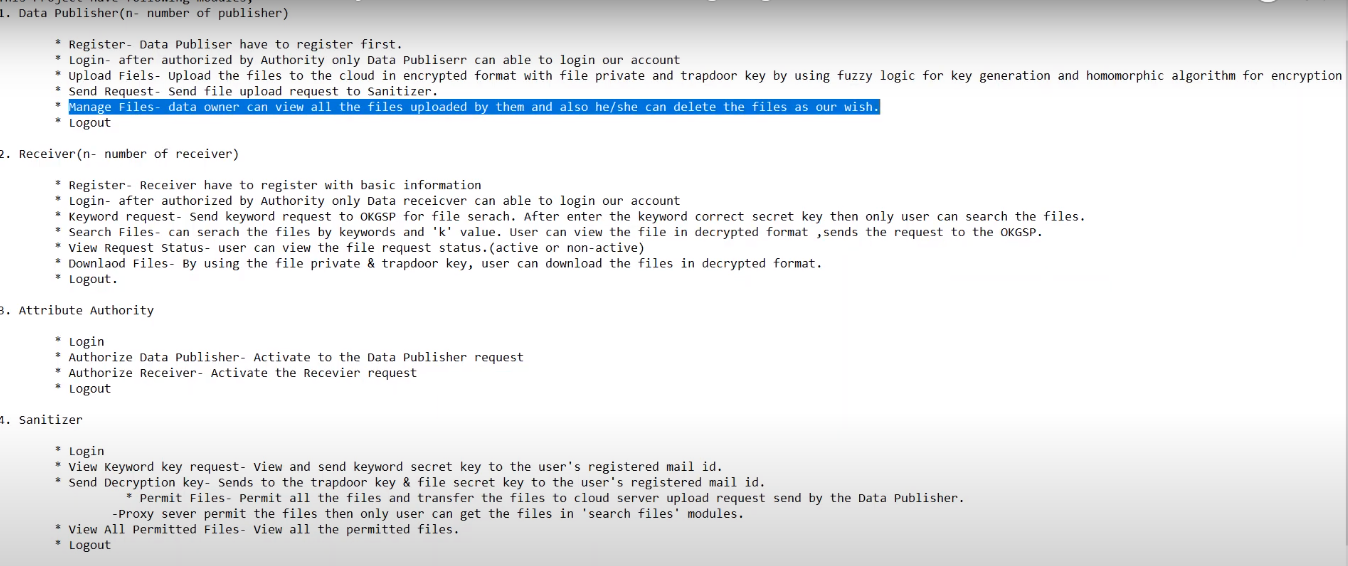 This Project have following modules,
1. Data Publisher(n- number of publisher)
* Register- Data Publiser have to register first.
* Login- after authorized by Authority only Data Publiserr can able to login our account
* Upload Fiels- Upload the files to the cloud in encrypted format with file private and trapdoor key by using fuzzy logic for key generation and homomorphic algorithm for encryption
* Send Request- Send file upload request to Sanitizer.
* Manage Files- data owner can view all the files uploaded by them and also he/she can delete the files as our wish.
* Logout
2. Receiver(n- number of receiver)
* Register- Receiver have to register with basic information
* Login- after authorized by Authority only Data receicver can able to login our account
* Keyword request- Send keyword request to OKGSP for file serach. After enter the keyword correct secret key then only user can search the files.
* Search Files- can serach the files by keywords and 'k' value. User can view the file in decrypted format ,sends the request to the OKGSP.
* View Request Status- user can view the file request status.(active or non-active)
* Downlaod Files- By using the file private & trapdoor key, user can download the files in decrypted format.
* Logout.
3. Attribute Authority
* Login
* Authorize Data Publisher- Activate to the Data Publisher request
* Authorize Receiver- Activate the Recevier request
* Logout
4. Sanitizer
* Login
* View Keyword key request- View and send keyword secret key to the user's registered mail id.
* Send Decryption key- Sends to the trapdoor key & file secret key to the user's registered mail id.
* Permit Files- Permit all the files and transfer the files to cloud server upload request send by the Data Publisher.
-Proxy sever permit the files then only user can get the files in 'search files' modules.
* View All Permitted Files- View all the permitted files.
* Logout